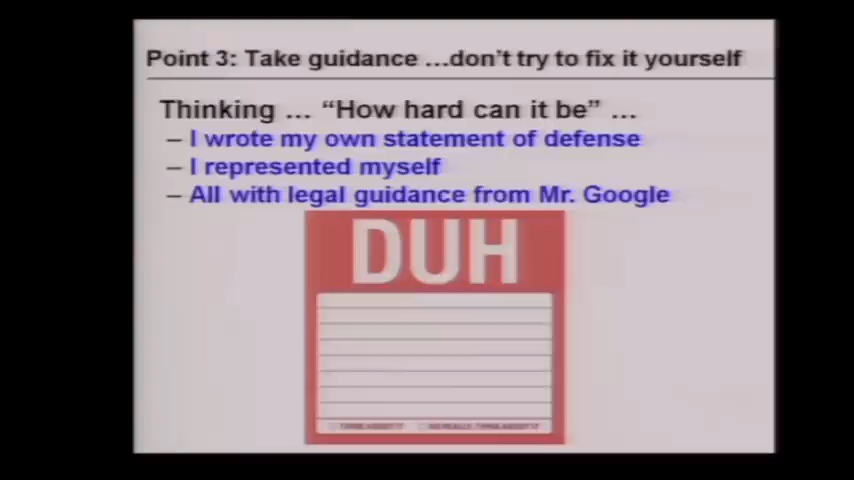 Point 3: Take guidance ...don't try to fix it yourself
Thinking ... “How hard can it be” ...
– I wrote my own statement of defense
– I represented myself
– All with legal guidance from Mr. Google
DUH